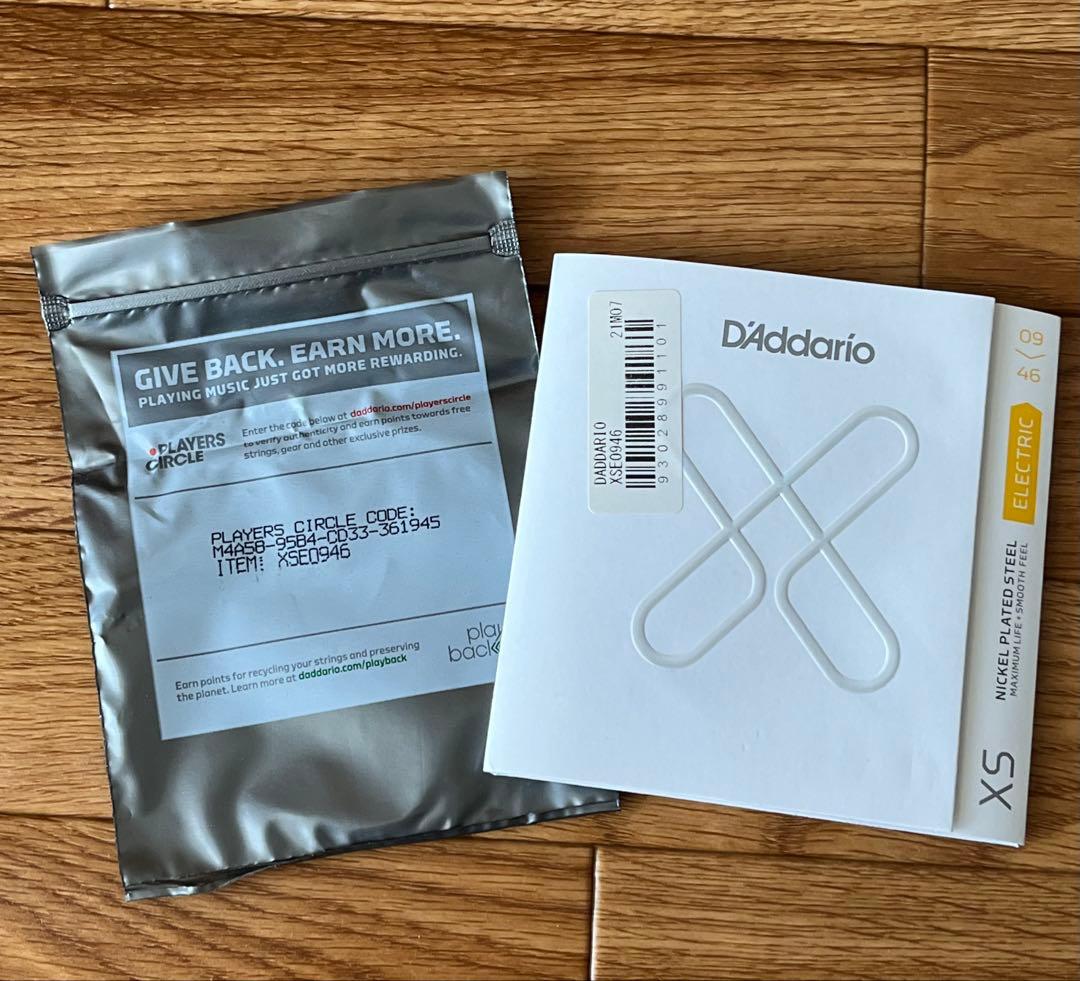 GIVE BACK. EARN MORE.
PLAYING MUSIC JUST GOT MORE REWARDING.
PLAYERS
CIRCLE
Enter the code below at daddario.com/playerscircle
to verify authenticity and earn points towards free
strings, gear and other exclusive prizes.
PLAYERS CIRCLE CODE:
M4A5B-95B4-CD33-361945
ITEM: XSE0946
Earn points for recycling your strings and preserving
the planet. Learn more at daddario.com/playback
play
back
DADDARIO
XSE0946
21M07
93028991101
D'Addario
09
46
ELECTRIC
NICKEL PLATED STEEL
MAXIMUM LIFE + SMOOTH FEEL
XS